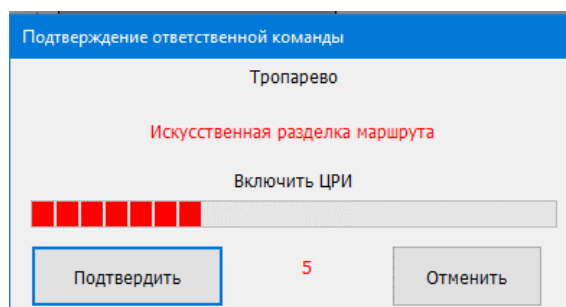 Подтверждение ответственной команды
Тропарево
Искусственная разделка маршрута
Включить ЦРИ
Подтвердить 5 Отменить